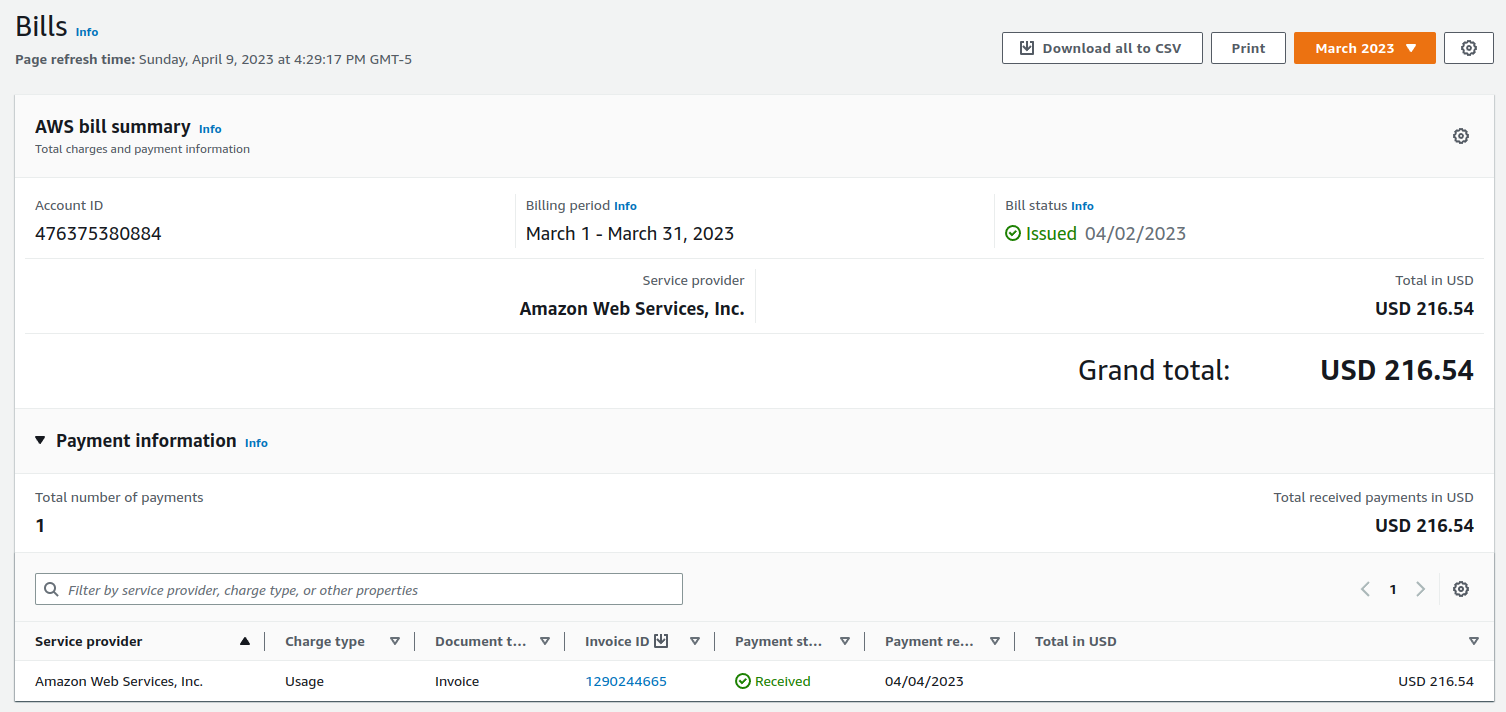 Bills Info
Page refresh time: Sunday, April 9, 2023 at 4:29:17 PM GMT-5
Download all to CSV Print March 2023
AWS bill summary Info
Total charges and payment information
Account ID Billing period Info Bill status Info
476375380884 March 1 - March 31, 2023 Issued 04/02/2023
Service provider Total in USD
Amazon Web Services, Inc. USD 216.54
Grand total: USD 216.54
Payment information Info
Total number of payments Total received payments in USD
1 USD 216.54
Filter by service provider, charge type, or other properties 1
Service provider Charge type Document t... Invoice ID Payment st... Payment re... Total in USD
Amazon Web Services, Inc. Usage Invoice 1290244665 Received 04/04/2023 USD 216.54